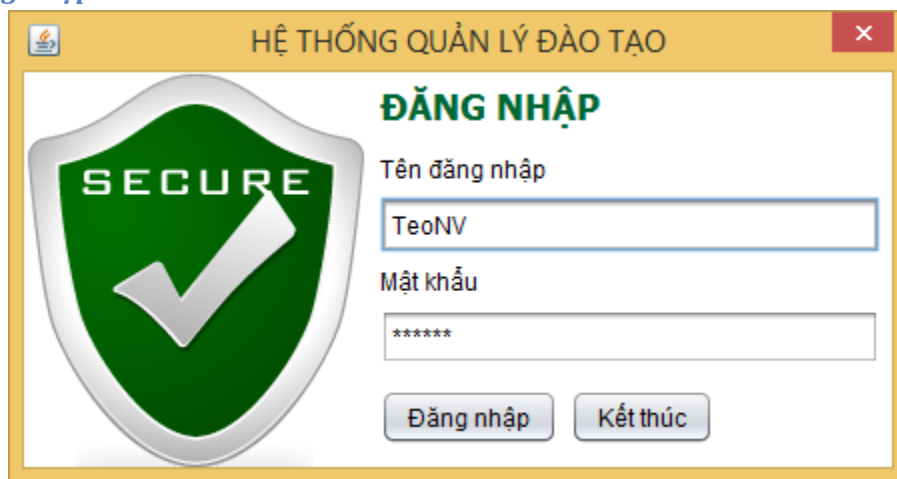 HỆ THỐNG QUẢN LÝ ĐÀO TẠO
SECURE
ĐĂNG NHẬP
Tên đăng nhập
TeoNV
Mật khẩu
******
Đăng nhập
Kết thúc